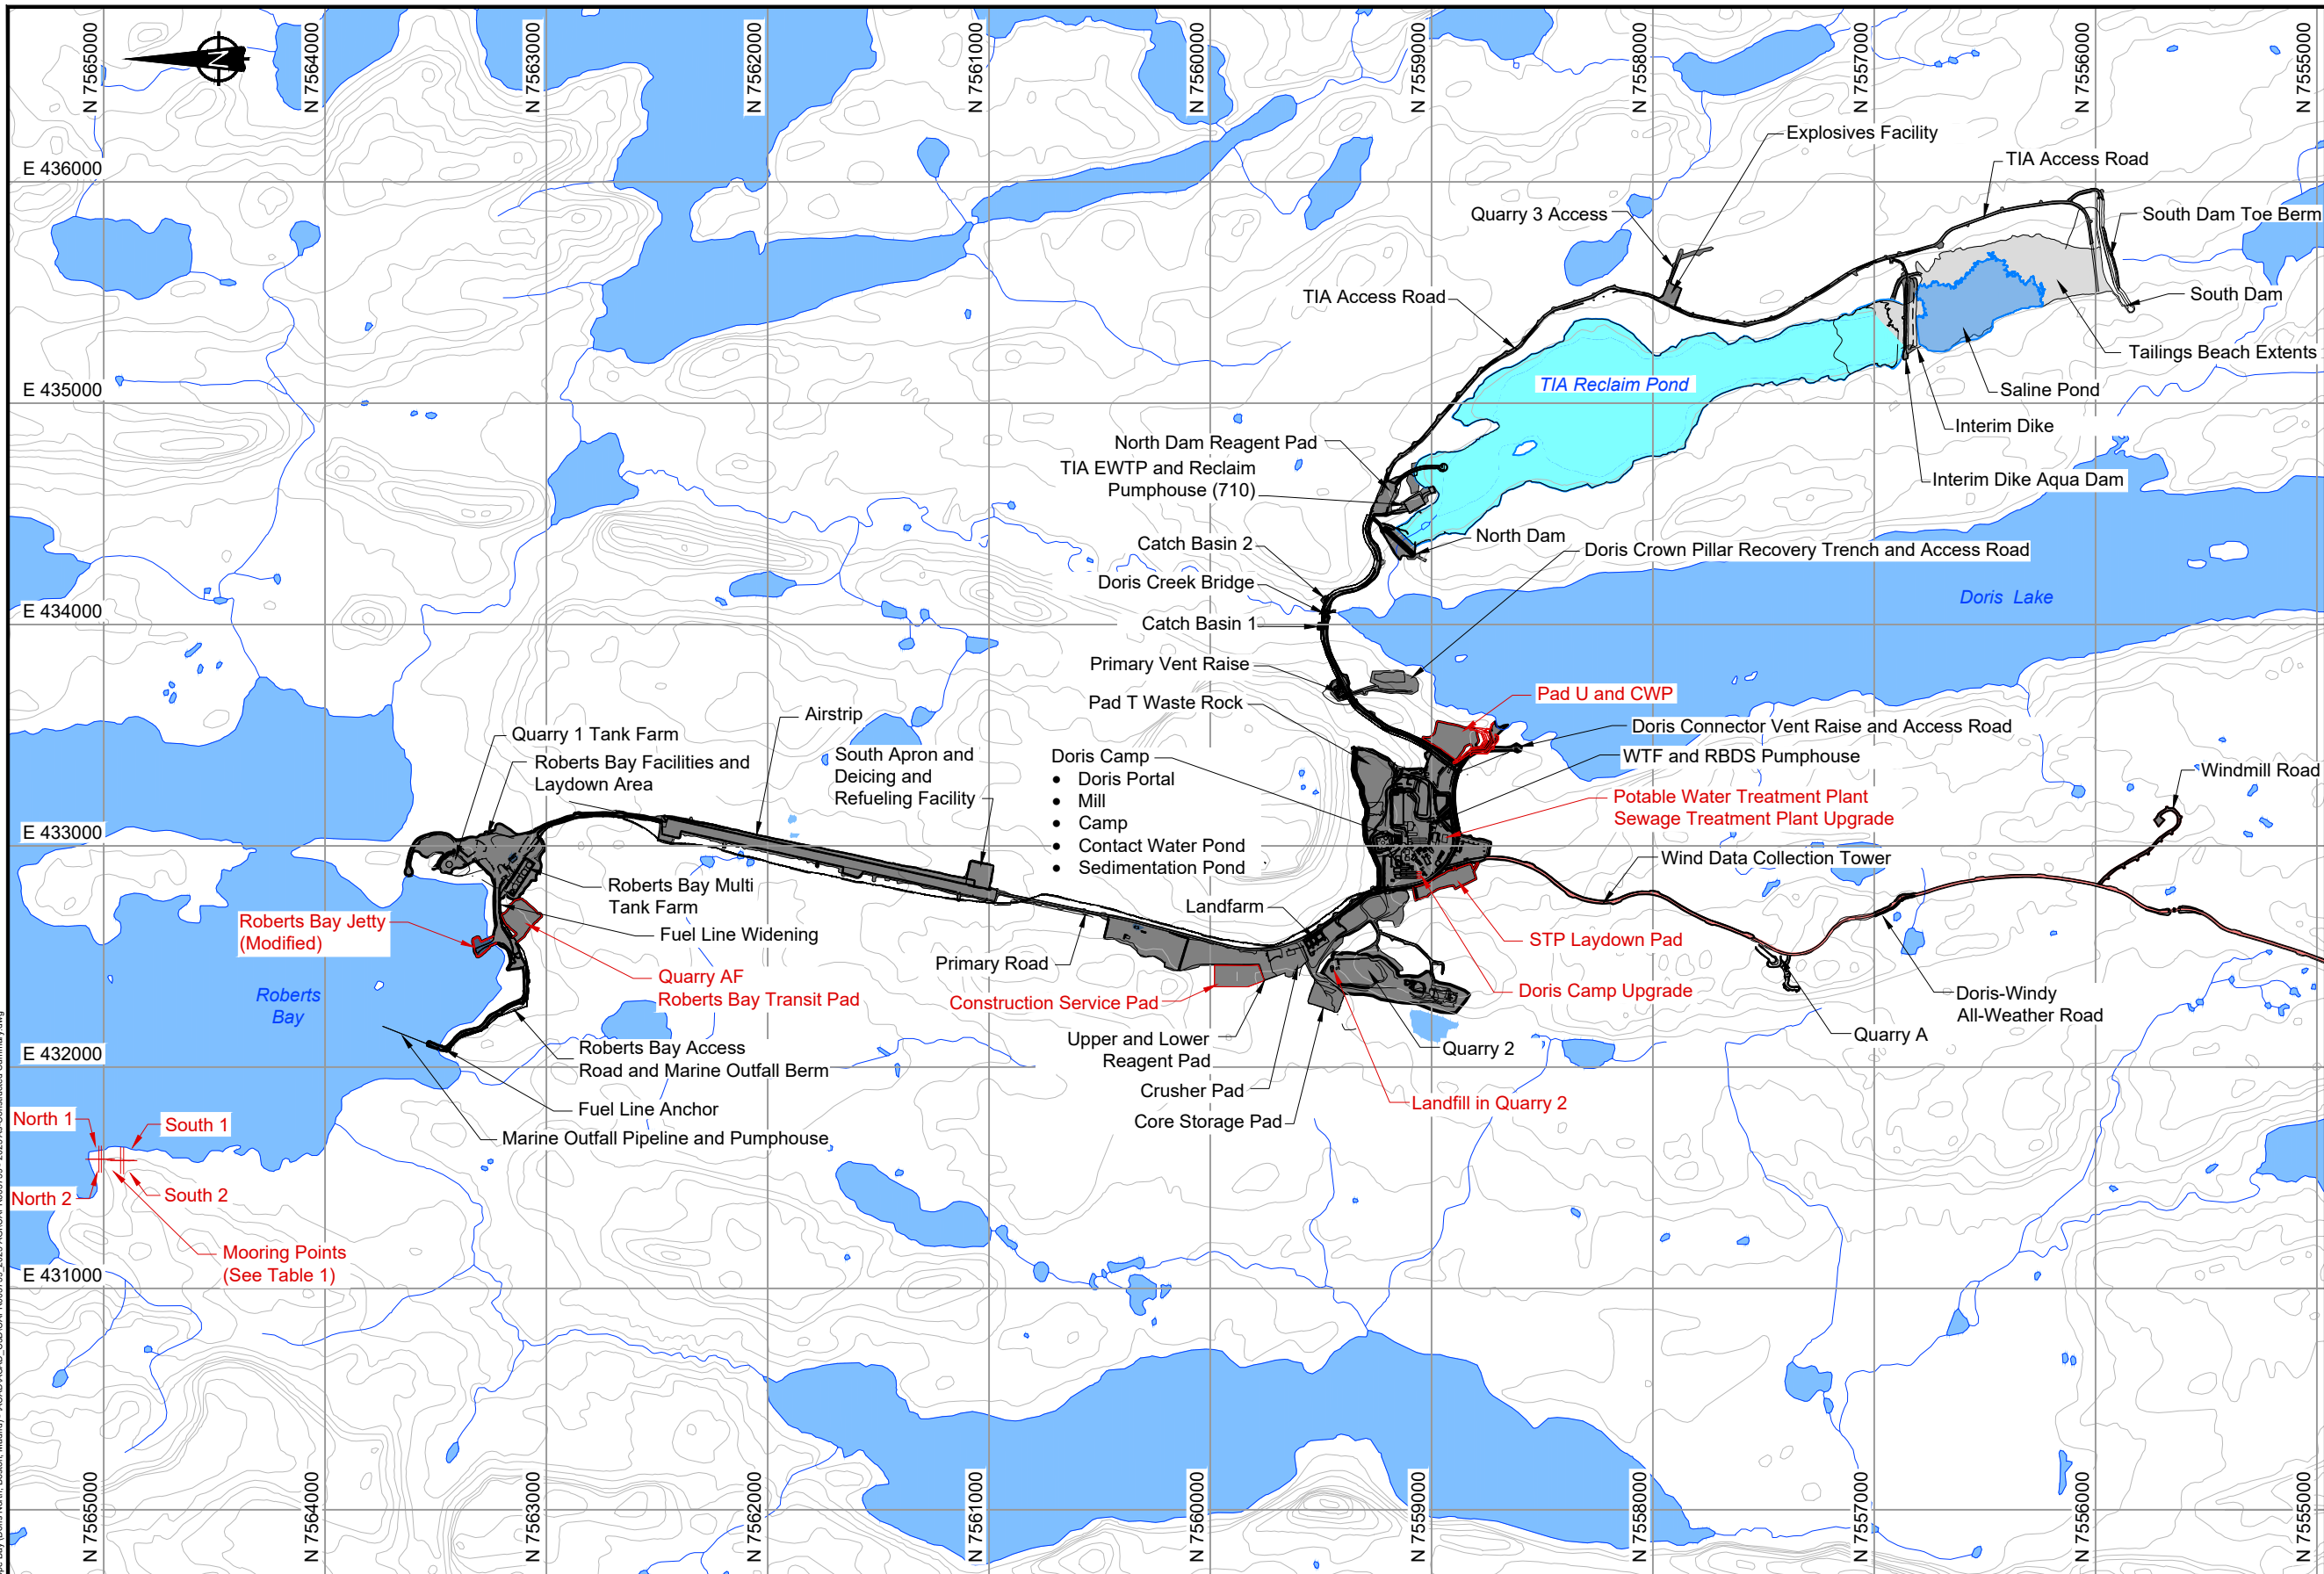 N 7565000
N 7564000
N 7563000
N 7562000
N 7561000
N 7560000
N 7559000
N 7558000
N 7557000
N 7556000
N 7555000
N
Explosives Facility
TIA Access Road
E 436000
Quarry 3 Access
South Dam Toe Berm
TIA Access Road
South Dam
Tailings Beach Extents
E 435000
TIA Reclaim Pond
Saline Pond
Interim Dike
North Dam Reagent Pad
TIA EWTP and Reclaim
Pumphouse (710)
Interim Dike Aqua Dam
North Dam
Catch Basin 2
Doris Crown Pillar Recovery Trench and Access Road
Doris Creek Bridge
Doris Lake
E 434000
Catch Basin 1
Primary Vent Raise
Pad U and CWP
Pad T Waste Rock
Airstrip
Doris Connector Vent Raise and Access Road
Quarry 1 Tank Farm
Roberts Bay Facilities and
Laydown Area
South Apron and
Deicing and
Refueling Facility
Doris Camp
• Doris Portal
• Mill
• Camp
• Contact Water Pond
• Sedimentation Pond
WTF and RBDS Pumphouse
Windmill Road
Potable Water Treatment Plant
Sewage Treatment Plant Upgrade
E 433000
Wind Data Collection Tower
Roberts Bay Multi
Tank Farm
Landfarm
Roberts Bay Jetty
(Modified)
Fuel Line Widening
STP Laydown Pad
Primary Road
Quarry AF
Roberts Bay Transit Pad
Construction Service Pad
Doris Camp Upgrade
Roberts
Bay
Doris-Windy
All-Weather Road
Quarry A
Upper and Lower
Reagent Pad
Quarry 2
E 432000
Roberts Bay Access
Road and Marine Outfall Berm
Crusher Pad
Landfill in Quarry 2
Fuel Line Anchor
Core Storage Pad
North 1
South 1
Marine Outfall Pipeline and Pumphouse
North 2
South 2
Mooring Points
(See Table 1)
E 431000
N 7565000
N 7564000
N 7563000
N 7562000
N 7561000
N 7560000
N 7559000
N 7558000
N 7557000
N 7556000
N 7555000